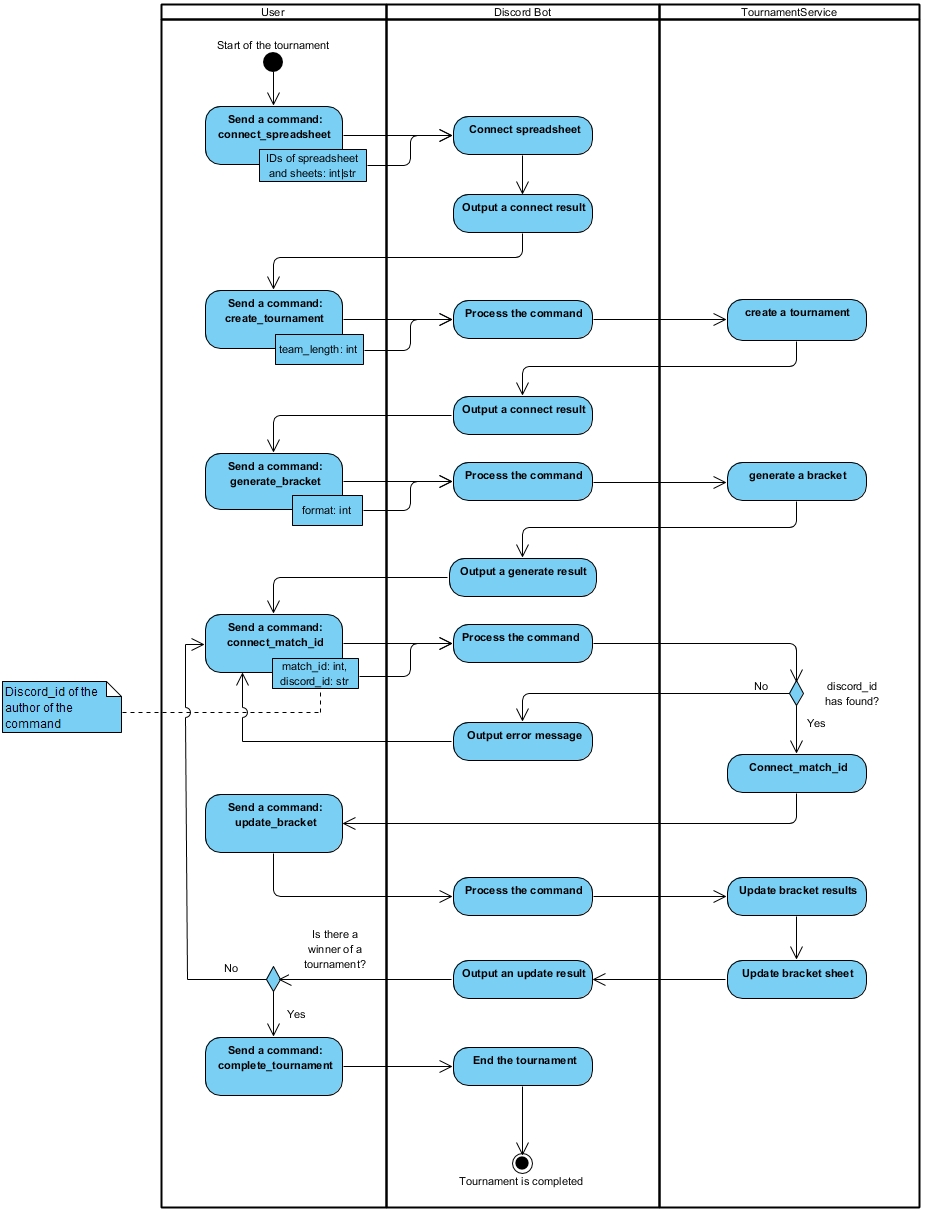 User
Discord Bot
TournamentService
Start of the tournament
Send a command:
connect_spreadsheet
IDs of spreadsheet
and sheets: int|str
Connect spreadsheet
Output a connect result
Send a command:
create_tournament
team_length: int
Process the command
create a tournament
Output a connect result
Send a command:
generate_bracket
format: int
Process the command
generate a bracket
Output a generate result
Send a command:
connect_match_id
match_id: int,
discord_id: str
Process the command
Discord_id of the
author of the
command
No
discord_id
has found?
Yes
Output error message
Connect_match_id
Send a command:
update_bracket
Process the command
Update bracket results
Is there a
winner of a
tournament?
No
Output an update result
Update bracket sheet
Yes
Send a command:
complete_tournament
End the tournament
Tournament is completed